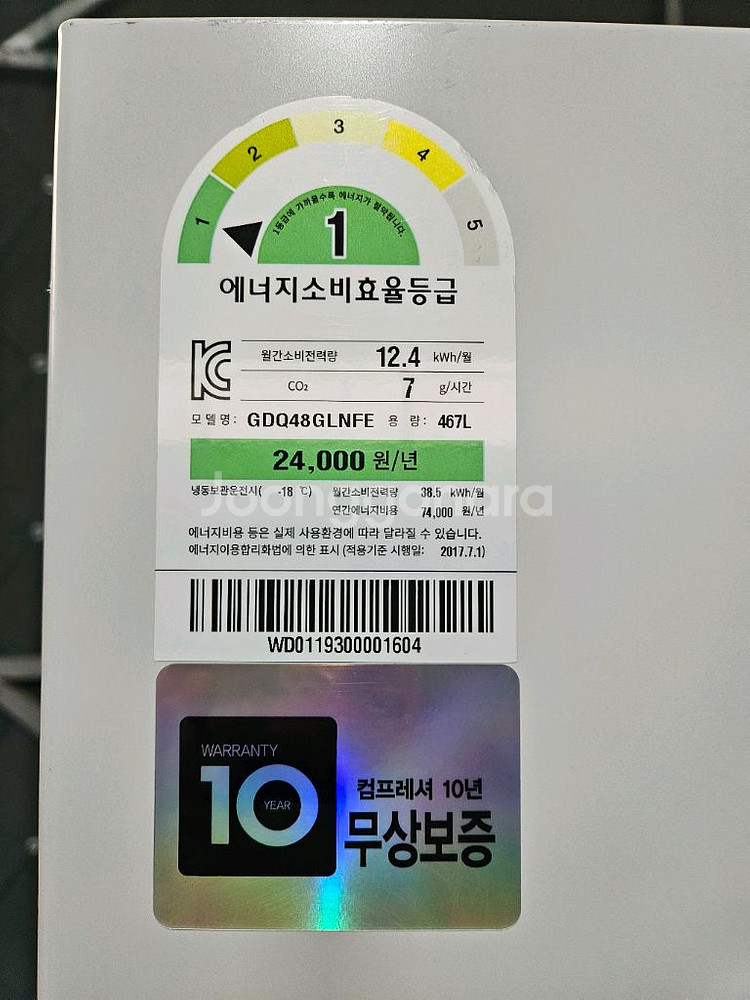 1 2 3 4 5
1등급에 가까울수록 에너지가 절약됩니다.
1
에너지소비효율등급
월간소비전력량 12.4 kWh/월
CO₂ 7 g/시간
모델명: GDQ48GLNFE 용 량: 467L
24,000 원/년
냉동보관운전시( -18 ℃) 월간소비전력량 38.5 kWh/월
연간에너지비용 74,000 원/년
Joonggonara
에너지비용 등은 실제 사용환경에 따라 달라질 수 있습니다.
에너지이용합리화법에 의한 표시 (적용기준 시행일: 2017.7.1)
WD0119300001604
WARRANTY
10 YEAR
컴프레셔 10년
무상보증